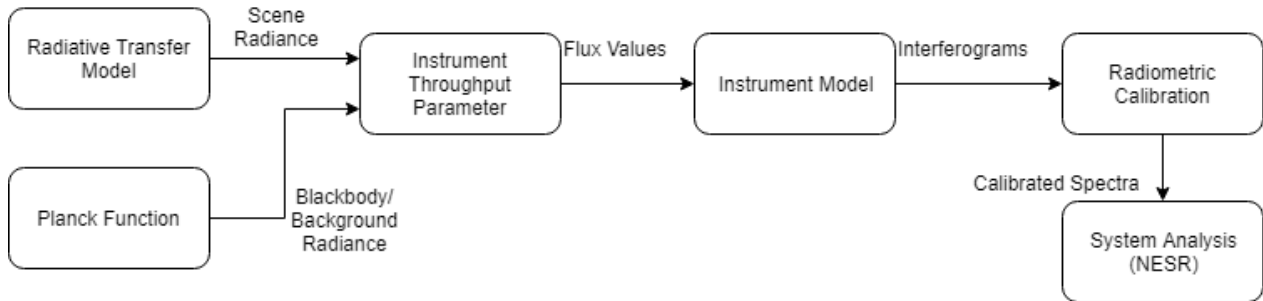 Scene
Radiance
Radiative Transfer
Model
Instrument
Throughput
Parameter
Flux Values
Instrument Model
Interferograms
Radiometric
Calibration
Planck Function
Blackbody/
Background
Radiance
Calibrated Spectra
System Analysis
(NESR)